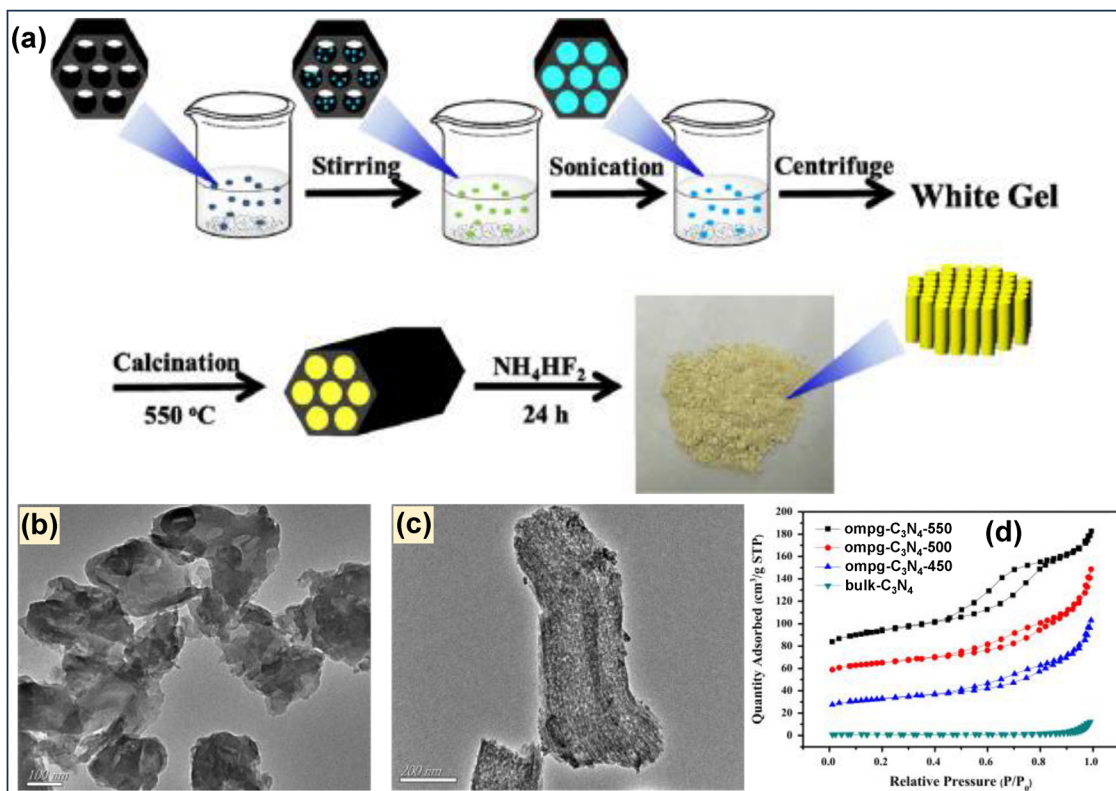 (a)
Stirring
Sonication
Centrifuge
White Gel
Calcination
550 °C
NH₄HF₂
24 h
(b)
100 nm
(c)
200 nm
(d)
ompg-C₃N₄-550
ompg-C₃N₄-500
ompg-C₃N₄-450
bulk-C₃N₄
Quantity Adsorbed (cm³/g STP)
200
180
160
140
120
100
80
60
40
20
10
0
0.0
0.2
0.4
0.6
0.8
1.0
Relative Pressure (P/P₀)